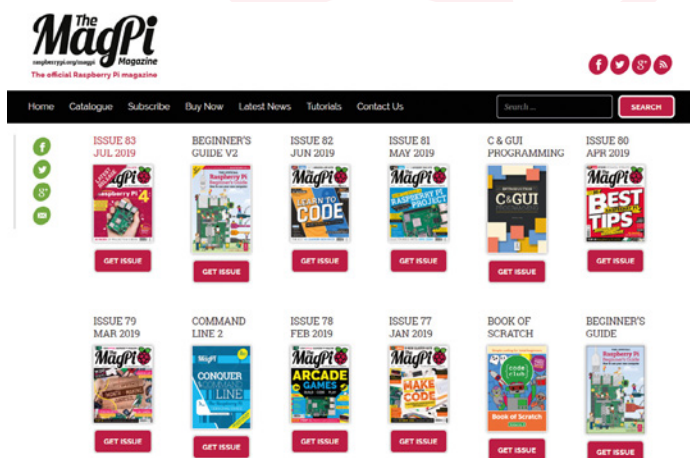 The
MagPi
raspberrypi.org/magpi Magazine
The official Raspberry Pi magazine
Home Catalogue Subscribe Buy Now Latest News Tutorials Contact Us Search ... SEARCH
ISSUE 83 BEGINNER'S ISSUE 82 ISSUE 81 C & GUI ISSUE 80
JUL 2019 GUIDE V2 JUN 2019 MAY 2019 PROGRAMMING APR 2019
MagPi Raspberry Pi MagPi MagPi MagPi
Raspberry Pi 4 Beginner's Guide LEARN TO RASPBERRY PI C&GUI BEST
CODE PROJECT TIPS
GET ISSUE GET ISSUE GET ISSUE GET ISSUE GET ISSUE GET ISSUE
ISSUE 79 COMMAND ISSUE 78 ISSUE 77 BOOK OF BEGINNER'S
MAR 2019 LINE 2 FEB 2019 JAN 2019 SCRATCH GUIDE
MagPi MagPi MagPi MagPi code Raspberry Pi
CONQUER ARCADE MAKE club Beginner's Guide
COMMAND GAMES
LINE CODE Book of Scratch
GET ISSUE GET ISSUE GET ISSUE GET ISSUE GET ISSUE GET ISSUE